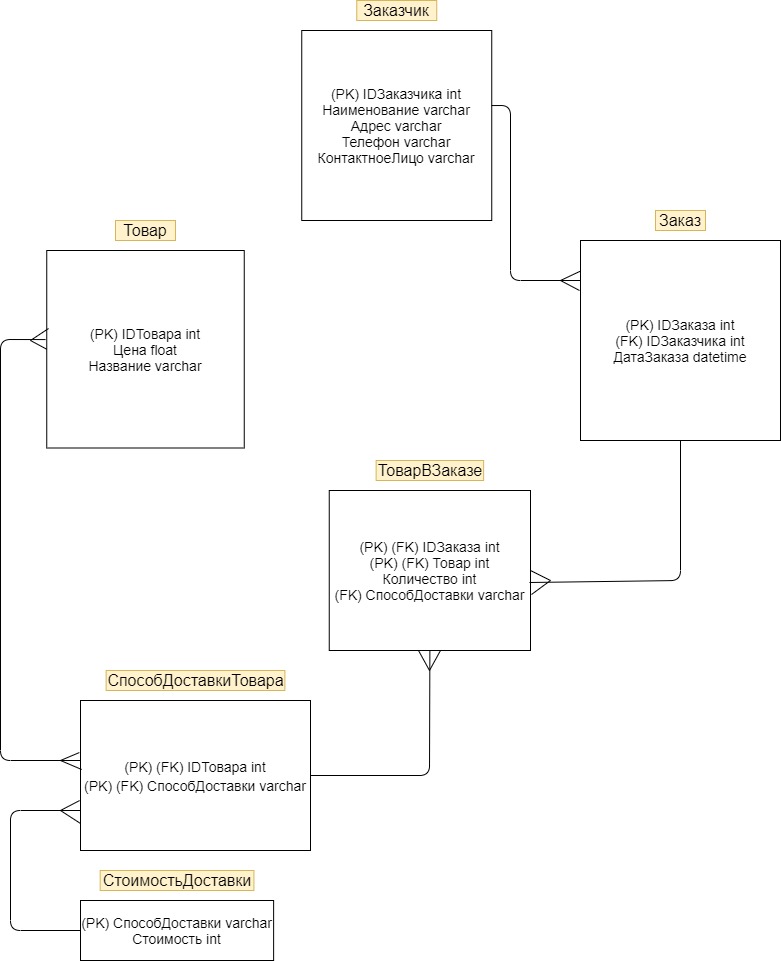 Заказчик
(PK) IDЗаказчика int
Наименование varchar
Адрес varchar
Телефон varchar
КонтактноеЛицо varchar
Заказ
(PK) IDЗаказа int
(FK) IDЗаказчика int
ДатаЗаказа datetime
Товар
(PK) IDТовара int
Цена float
Название varchar
ТоварВЗаказе
(PK) (FK) IDЗаказа int
(PK) (FK) Товар int
Количество int
(FK) СпособДоставки varchar
СпособДоставкиТовара
(PK) (FK) IDТовара int
(PK) (FK) СпособДоставки varchar
СтоимостьДоставки
(PK) СпособДоставки varchar
Стоимость int